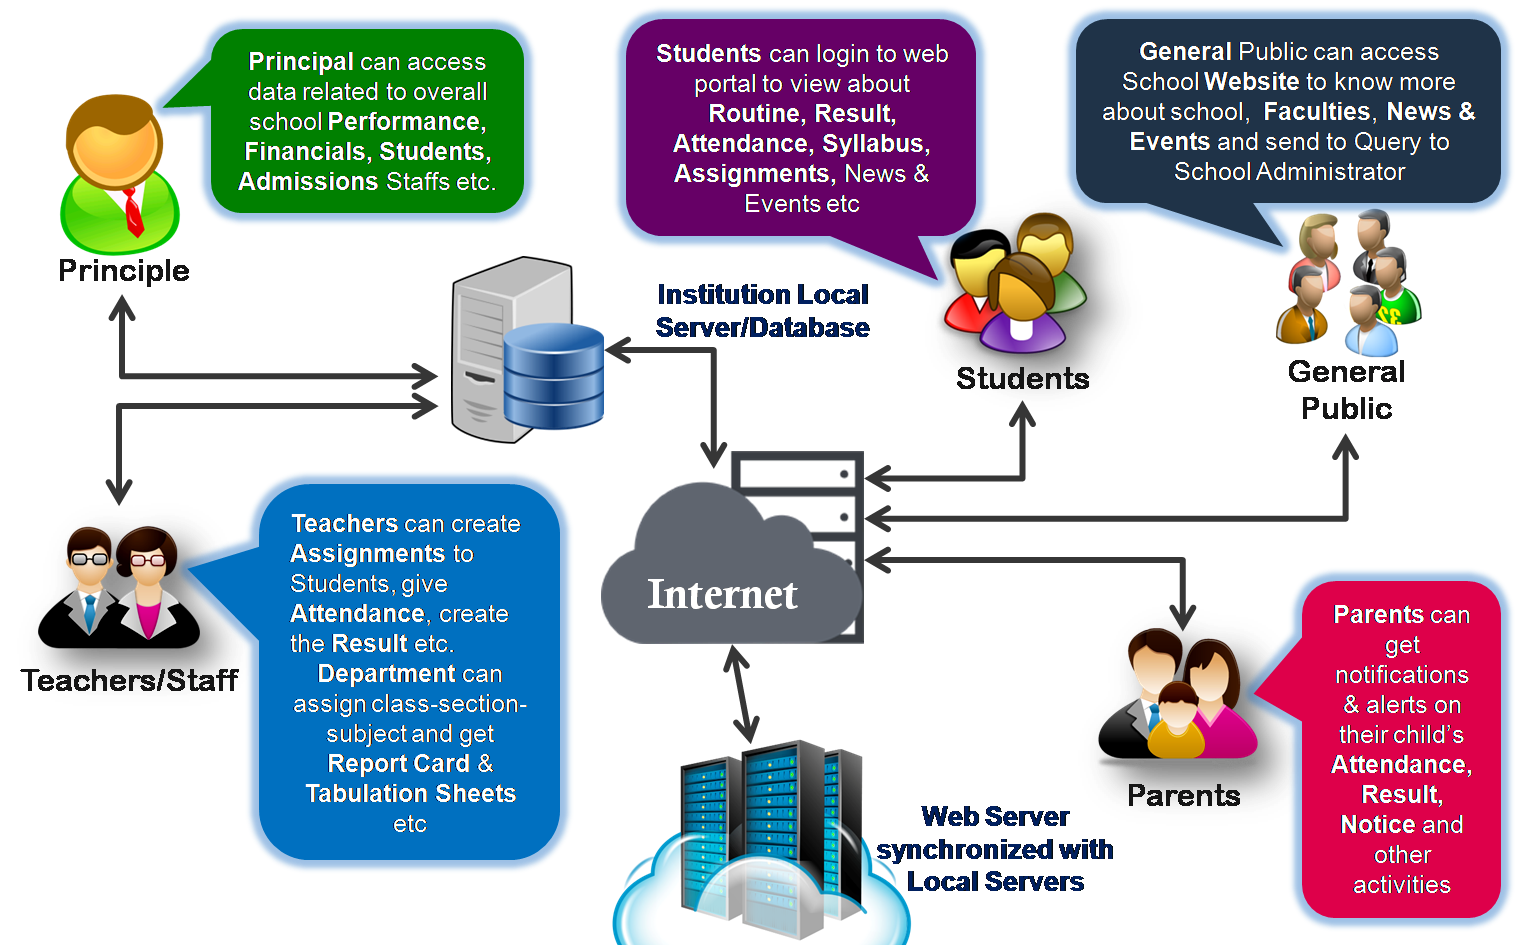 Principal can access
data related to overall
school Performance,
Financials, Students,
Admissions Staffs etc.
Principle
Students can login to web
portal to view about
Routine, Result,
Attendance, Syllabus,
Assignments, News &
Events etc
Students
General Public can access
School Website to know more
about school, Faculties, News &
Events and send to Query to
School Administrator
General
Public
Institution Local
Server/Database
Internet
Teachers can create
Assignments to
Students, give
Attendance, create
the Result etc.
Department can
assign class-section-
subject and get
Report Card &
Tabulation Sheets
etc
Teachers/Staff
Parents can
get
notifications
& alerts on
their child's
Attendance,
Result,
Notice and
other
activities
Parents
Web Server
synchronized with
Local Servers